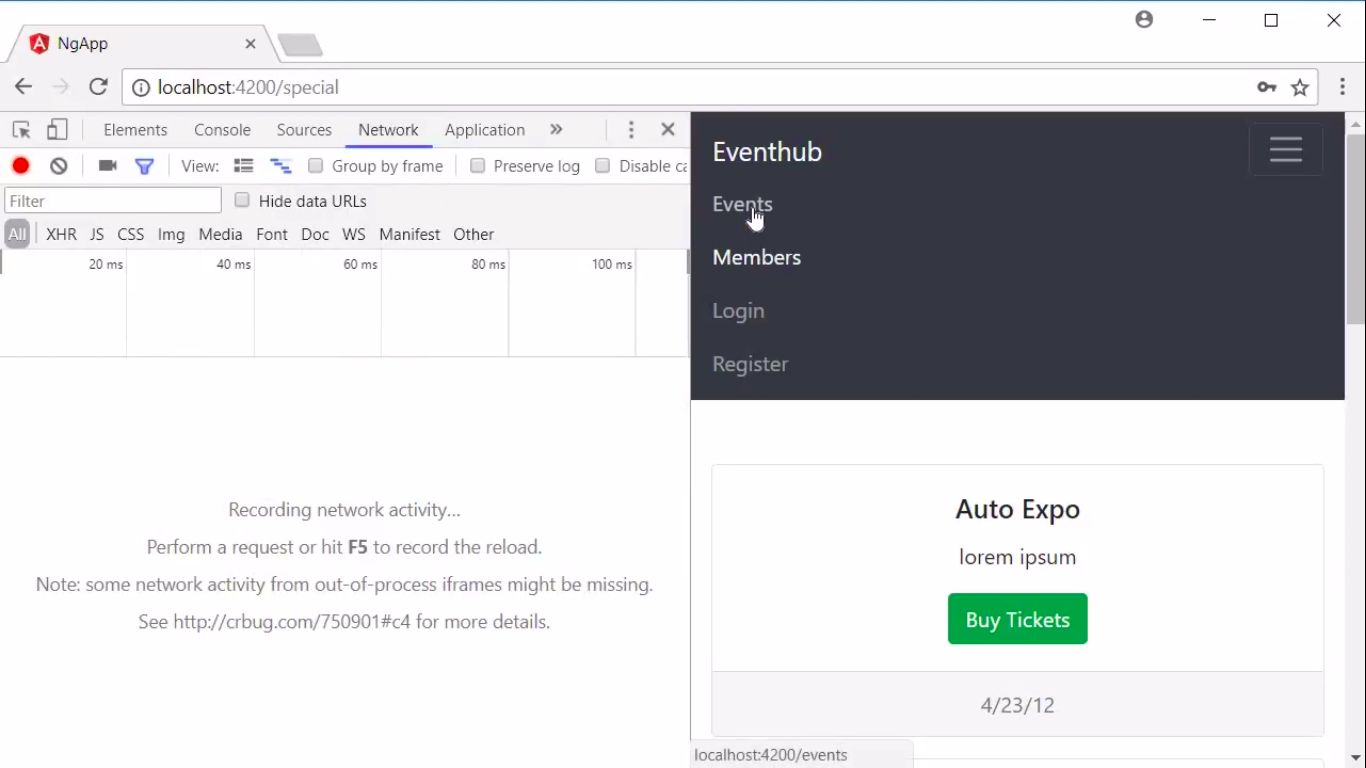 NgApp
localhost:4200/special
Elements Console Sources Network Application »
View: Group by frame Preserve log Disable ca
Filter Hide data URLs
All XHR JS CSS Img Media Font Doc WS Manifest Other
20 ms 40 ms 60 ms 80 ms 100 ms
Recording network activity...
Perform a request or hit F5 to record the reload.
Note: some network activity from out-of-process iframes might be missing.
See http://crbug.com/750901#c4 for more details.
Eventhub
Events
Members
Login
Register
Auto Expo
lorem ipsum
Buy Tickets
4/23/12
localhost:4200/events